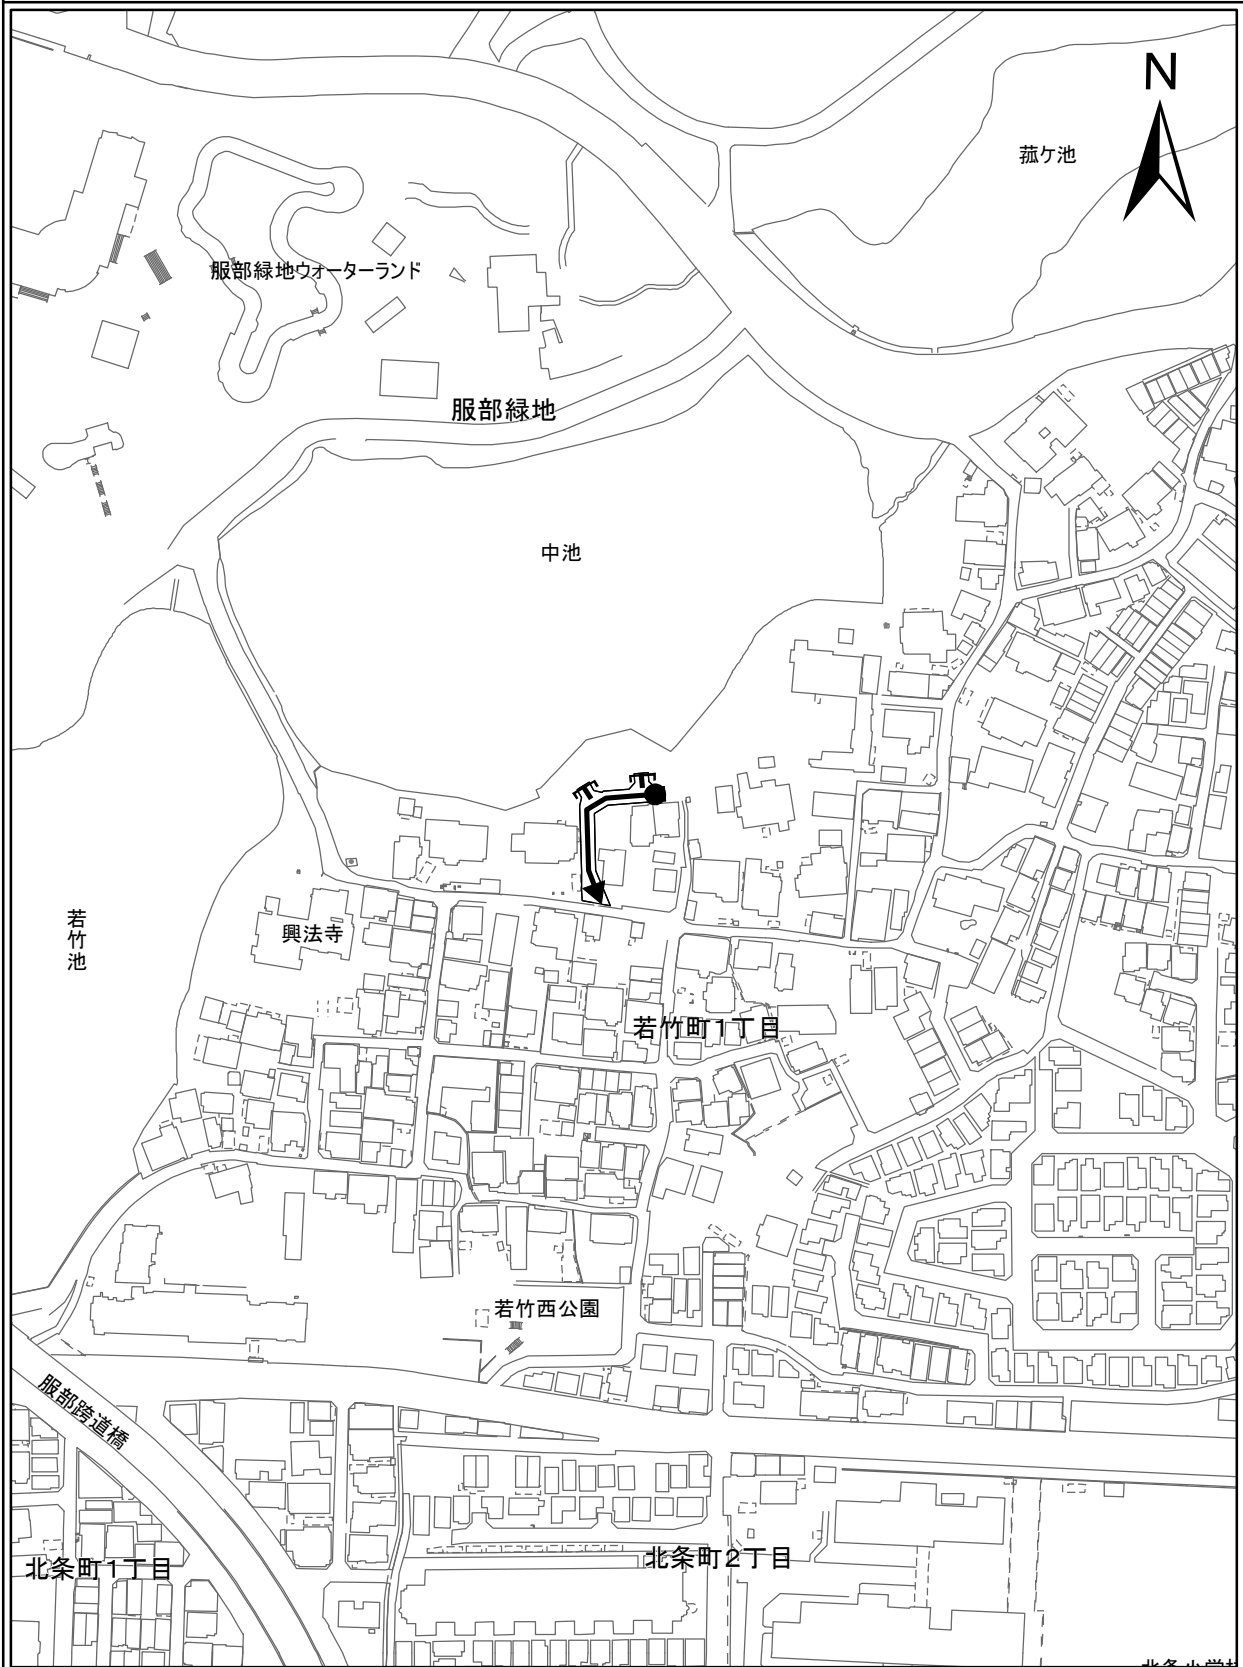 N
菰ケ池
服部緑地ウォーターランド
服部緑地
中池
若竹池
興法寺
若竹町1丁目
若竹西公園
服部跨道橋
北条町1丁目
北条町2丁目